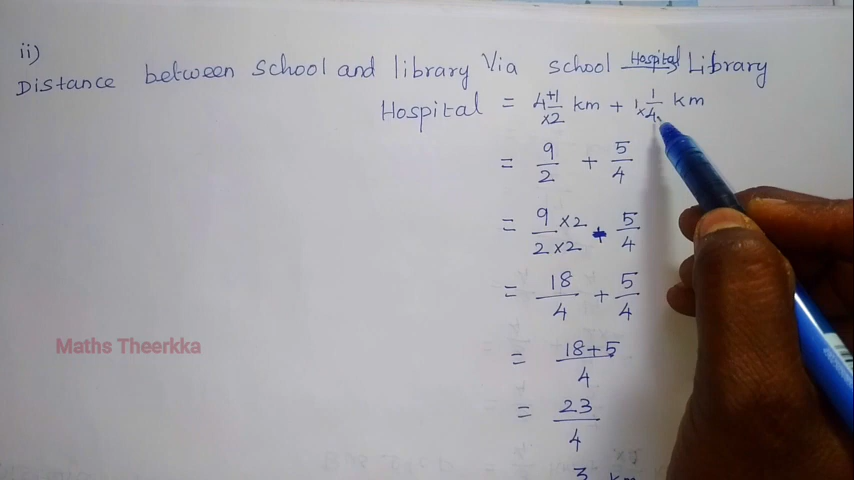 ii)
Distance between School and library Via school Hospital Library
Hospital = 4 +1/×2 km + 1 1/×4 km
= 9/2 + 5/4
= 9×2/2×2 + 5/4
= 18/4 + 5/4
= 18+5/4
= 23/4
3 km
Maths Theerkka